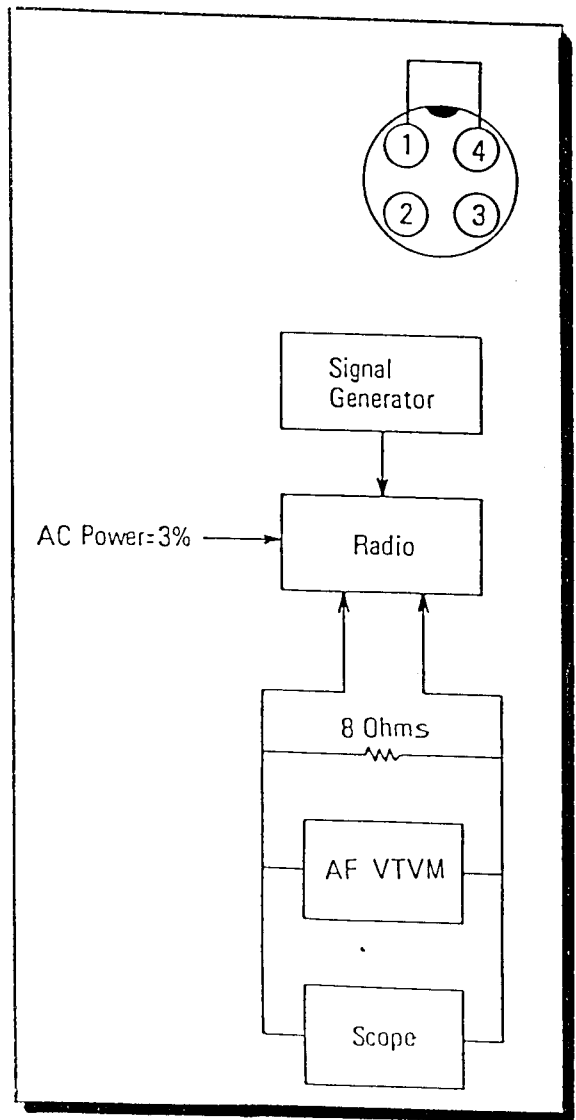 1 4
2 3
Signal
Generator
AC Power=3%
Radio
8 Ohms
AF VTVM
Scope